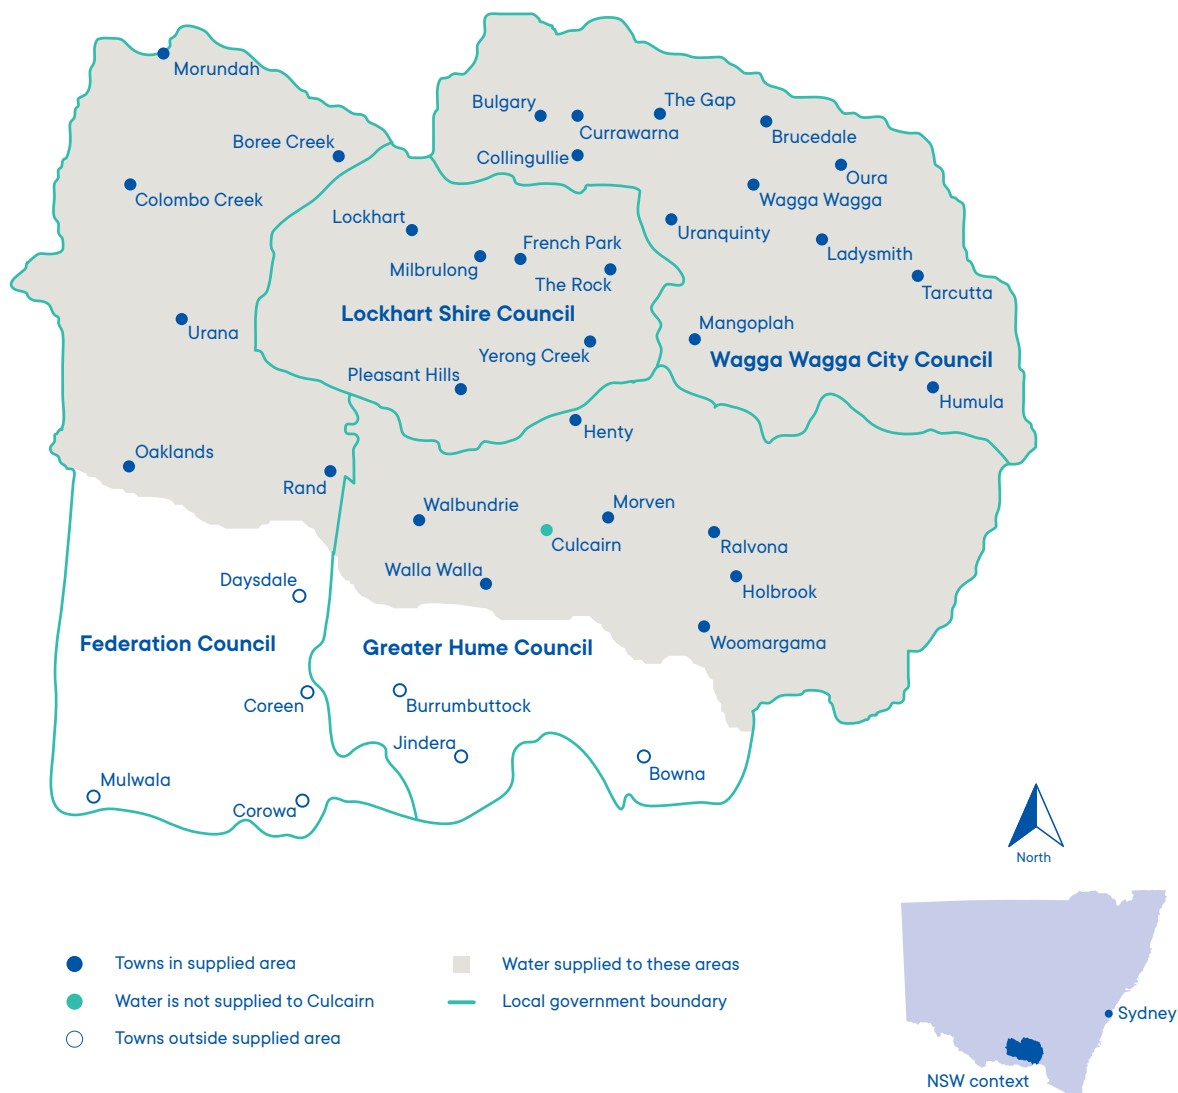 Morundah
Bulgary
The Gap
Currawarna
Brucedale
Boree Creek
Collingullie
Oura
Colombo Creek
Wagga Wagga
Lockhart
Uranquinty
French Park
Ladysmith
Milbrulong
The Rock
Tarcutta
Lockhart Shire Council
Urana
Mangoplah
Yerong Creek
Wagga Wagga City Council
Pleasant Hills
Humula
Henty
Oaklands
Rand
Walbundrie
Morven
Culcairn
Ralvona
Walla Walla
Daysdale
Holbrook
Federation Council
Greater Hume Council
Woomargama
Coreen
Burrumbuttock
Jindera
Bowna
Mulwala
Corowa
North
Towns in supplied area
Water supplied to these areas
Water is not supplied to Culcairn
Local government boundary
Towns outside supplied area
Sydney
NSW context